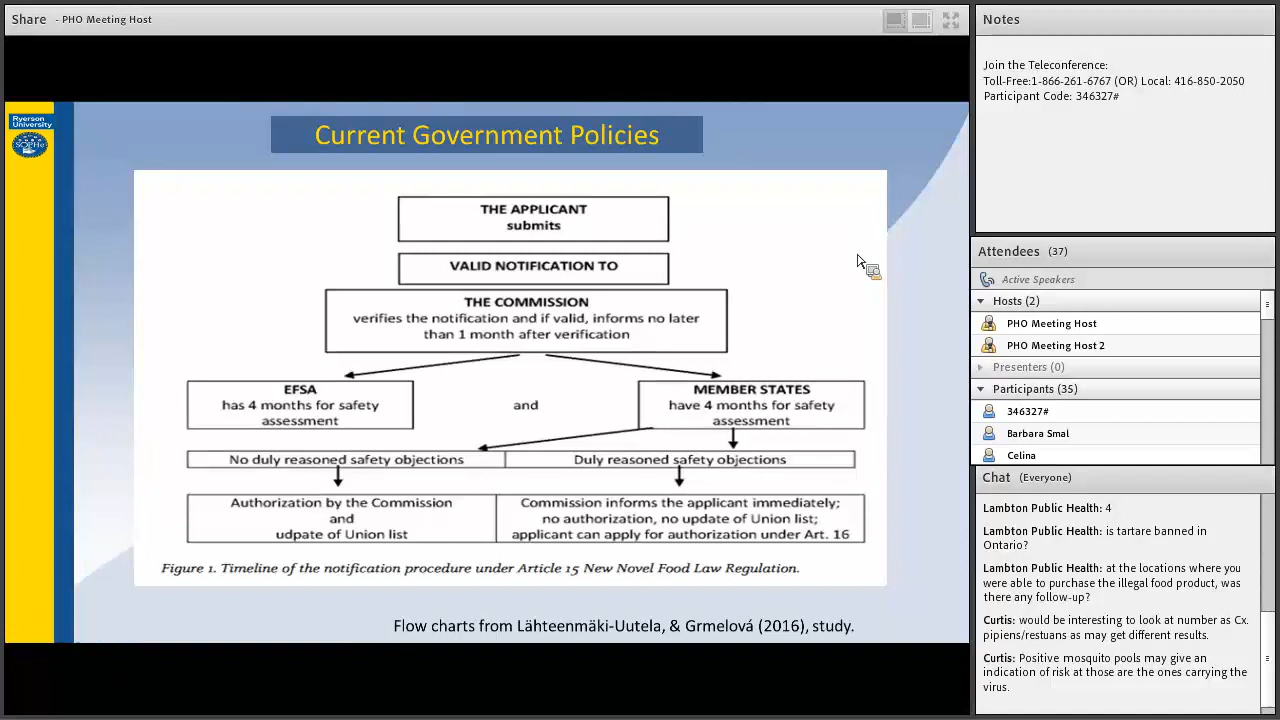 Share - PHO Meeting Host
Ryerson
University
SOPHe
Current Government Policies
THE APPLICANT
submits
VALID NOTIFICATION TO
THE COMMISSION
verifies the notification and if valid, informs no later
than 1 month after verification
EFSA
has 4 months for safety
assessment
and
MEMBER STATES
have 4 months for safety
assessment
No duly reasoned safety objections
Duly reasoned safety objections
Authorization by the Commission
and
udpate of Union list
Commission informs the applicant immediately;
no authorization, no update of Union list;
applicant can apply for authorization under Art. 16
Figure 1. Timeline of the notification procedure under Article 15 New Novel Food Law Regulation.
Flow charts from Lähteenmäki-Uutela, & Grmelová (2016), study.
Notes
Join the Teleconference:
Toll-Free:1-866-261-6767 (OR) Local: 416-850-2050
Participant Code: 346327#
Attendees (37)
Active Speakers
Hosts (2)
PHO Meeting Host
PHO Meeting Host 2
Presenters (0)
Participants (35)
346327#
Barbara Smal
Celina
Chat (Everyone)
Lambton Public Health: 4
Lambton Public Health: is tartare banned in
Ontario?
Lambton Public Health: at the locations where you
were able to purchase the illegal food product, was
there any follow-up?
Curtis: would be interesting to look at number as Cx.
pipiens/restuans as may get different results.
Curtis: Positive mosquito pools may give an
indication of risk at those are the ones carrying the
virus.